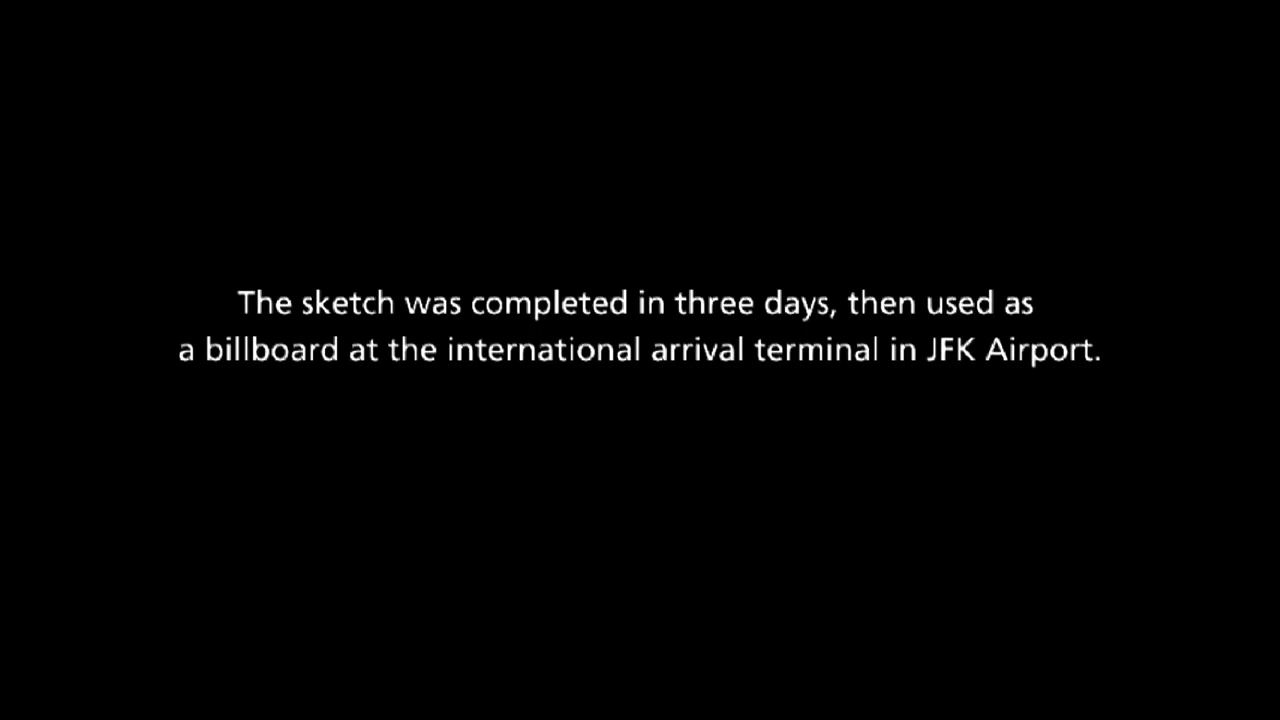 The sketch was completed in three days, then used as
a billboard at the international arrival terminal in JFK Airport.